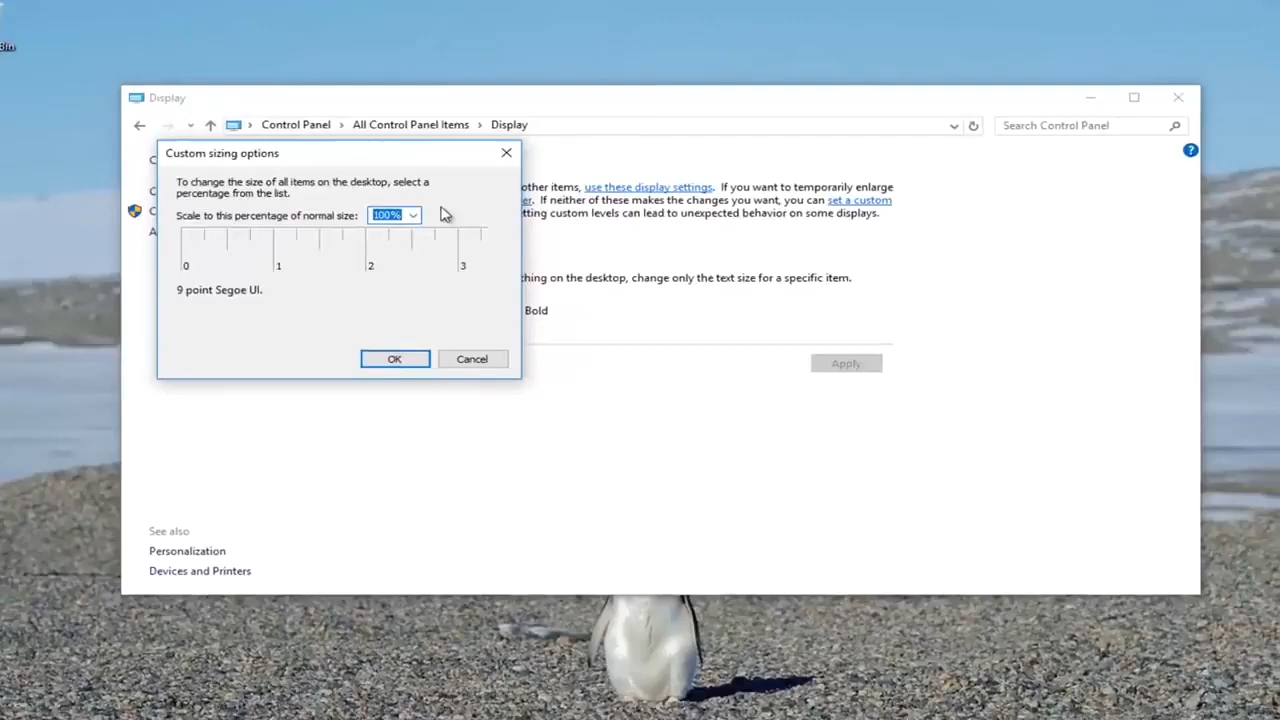 Bin
Display
Control Panel > All Control Panel Items > Display
Search Control Panel
Custom sizing options
To change the size of all items on the desktop, select a
percentage from the list.
Scale to this percentage of normal size: 100%
0 1 2 3
9 point Segoe UI.
OK Cancel
other items, use these display settings. If you want to temporarily enlarge
er. If neither of these makes the changes you want, you can set a custom
tting custom levels can lead to unexpected behavior on some displays.
hing on the desktop, change only the text size for a specific item.
Bold
Apply
See also
Personalization
Devices and Printers